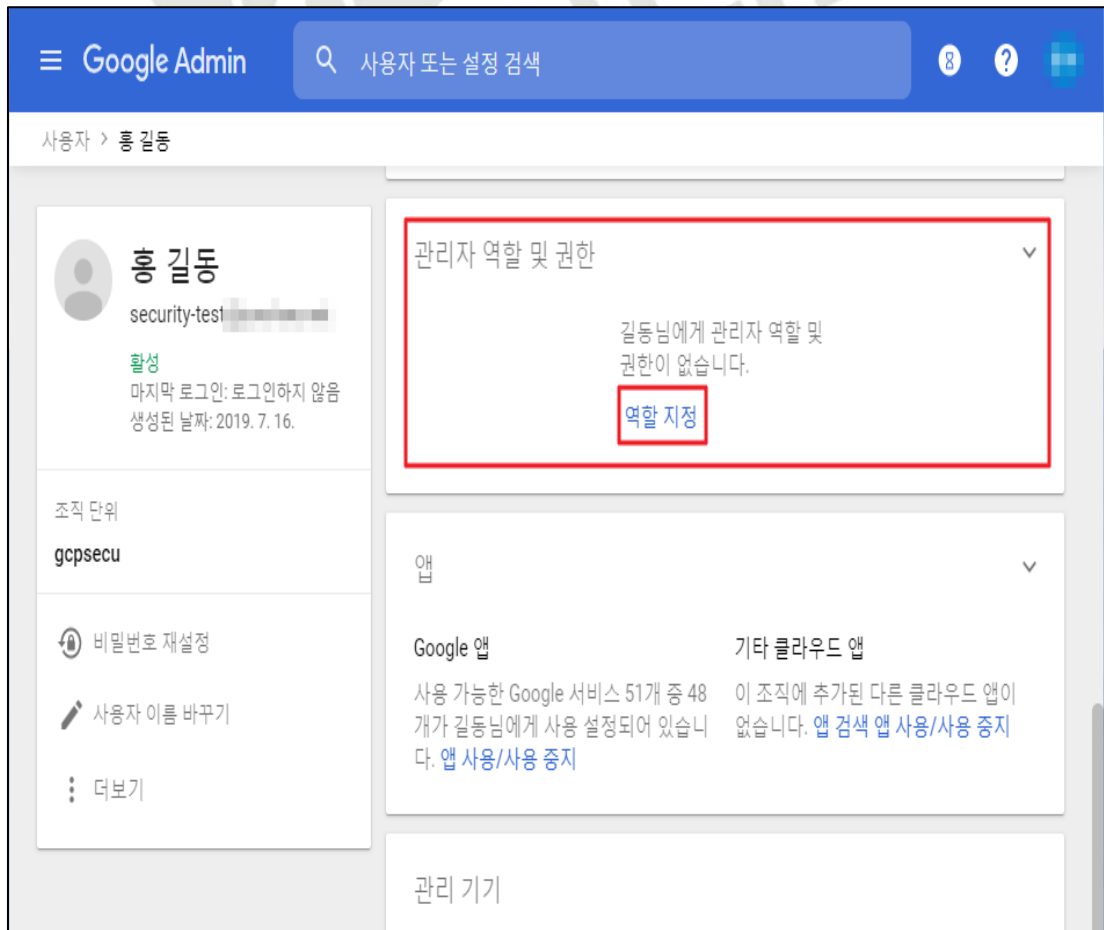 Google Admin
사용자 또는 설정 검색
?
사용자 > 홍 길동
홍 길동
security-test
활성
마지막 로그인: 로그인하지 않음
생성된 날짜: 2019. 7. 16.
조직 단위
gcpsecu
비밀번호 재설정
사용자 이름 바꾸기
더보기
관리자 역할 및 권한
길동님에게 관리자 역할 및
권한이 없습니다.
역할 지정
앱
Google 앱
사용 가능한 Google 서비스 51개 중 48
개가 길동님에게 사용 설정되어 있습니
다. 앱 사용/사용 중지
기타 클라우드 앱
이 조직에 추가된 다른 클라우드 앱이
없습니다. 앱 검색 앱 사용/사용 중지
관리 기기